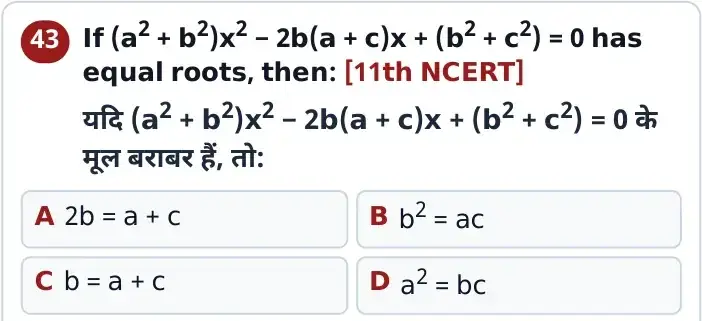 43 If (a² + b²)x² − 2b(a + c)x + (b² + c²) = 0 has
equal roots, then: [11th NCERT]
यदि (a² + b²)x² − 2b(a + c)x + (b² + c²) = 0 के
मूल बराबर हैं, तो:
A 2b = a + c
B b² = ac
C b = a + c
D a² = bc